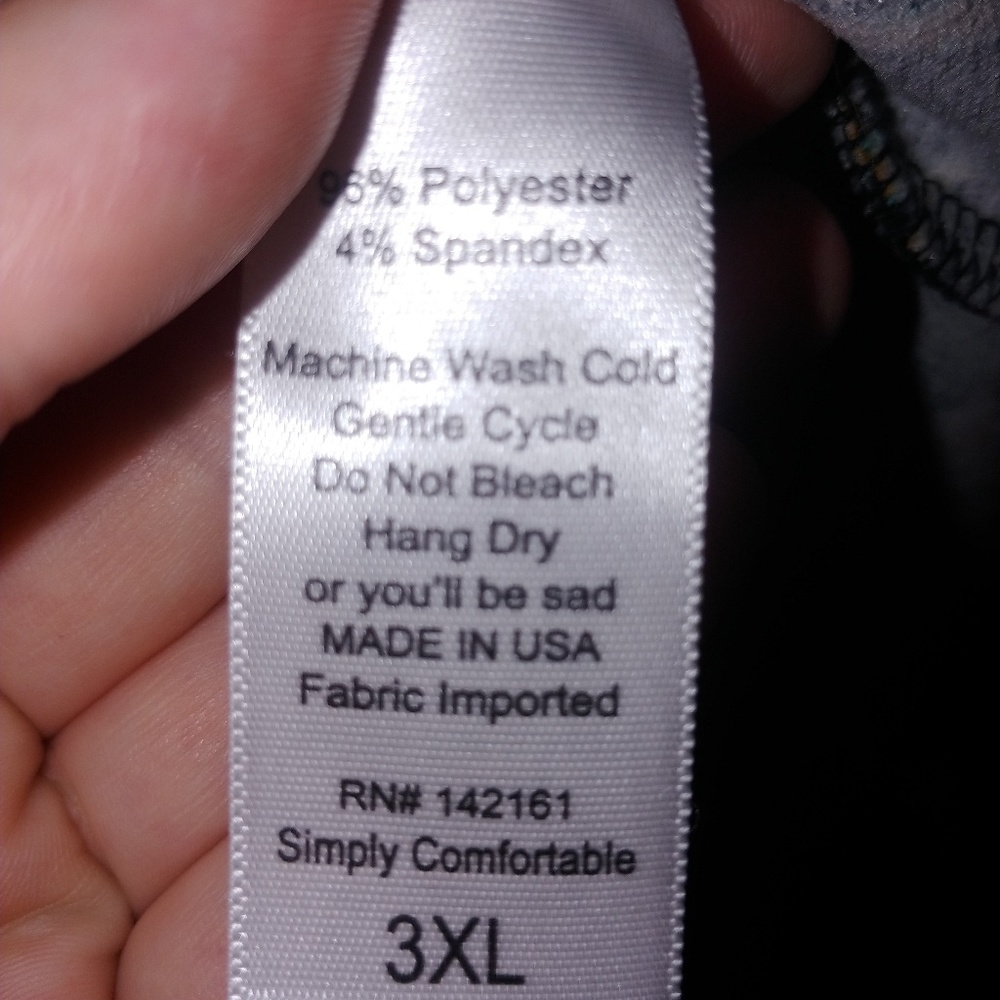 96% Polyester
4% Spandex
Machine Wash Cold
Gentle Cycle
Do Not Bleach
Hang Dry
or you'll be sad
MADE IN USA
Fabric Imported
RN# 142161
Simply Comfortable
3XL